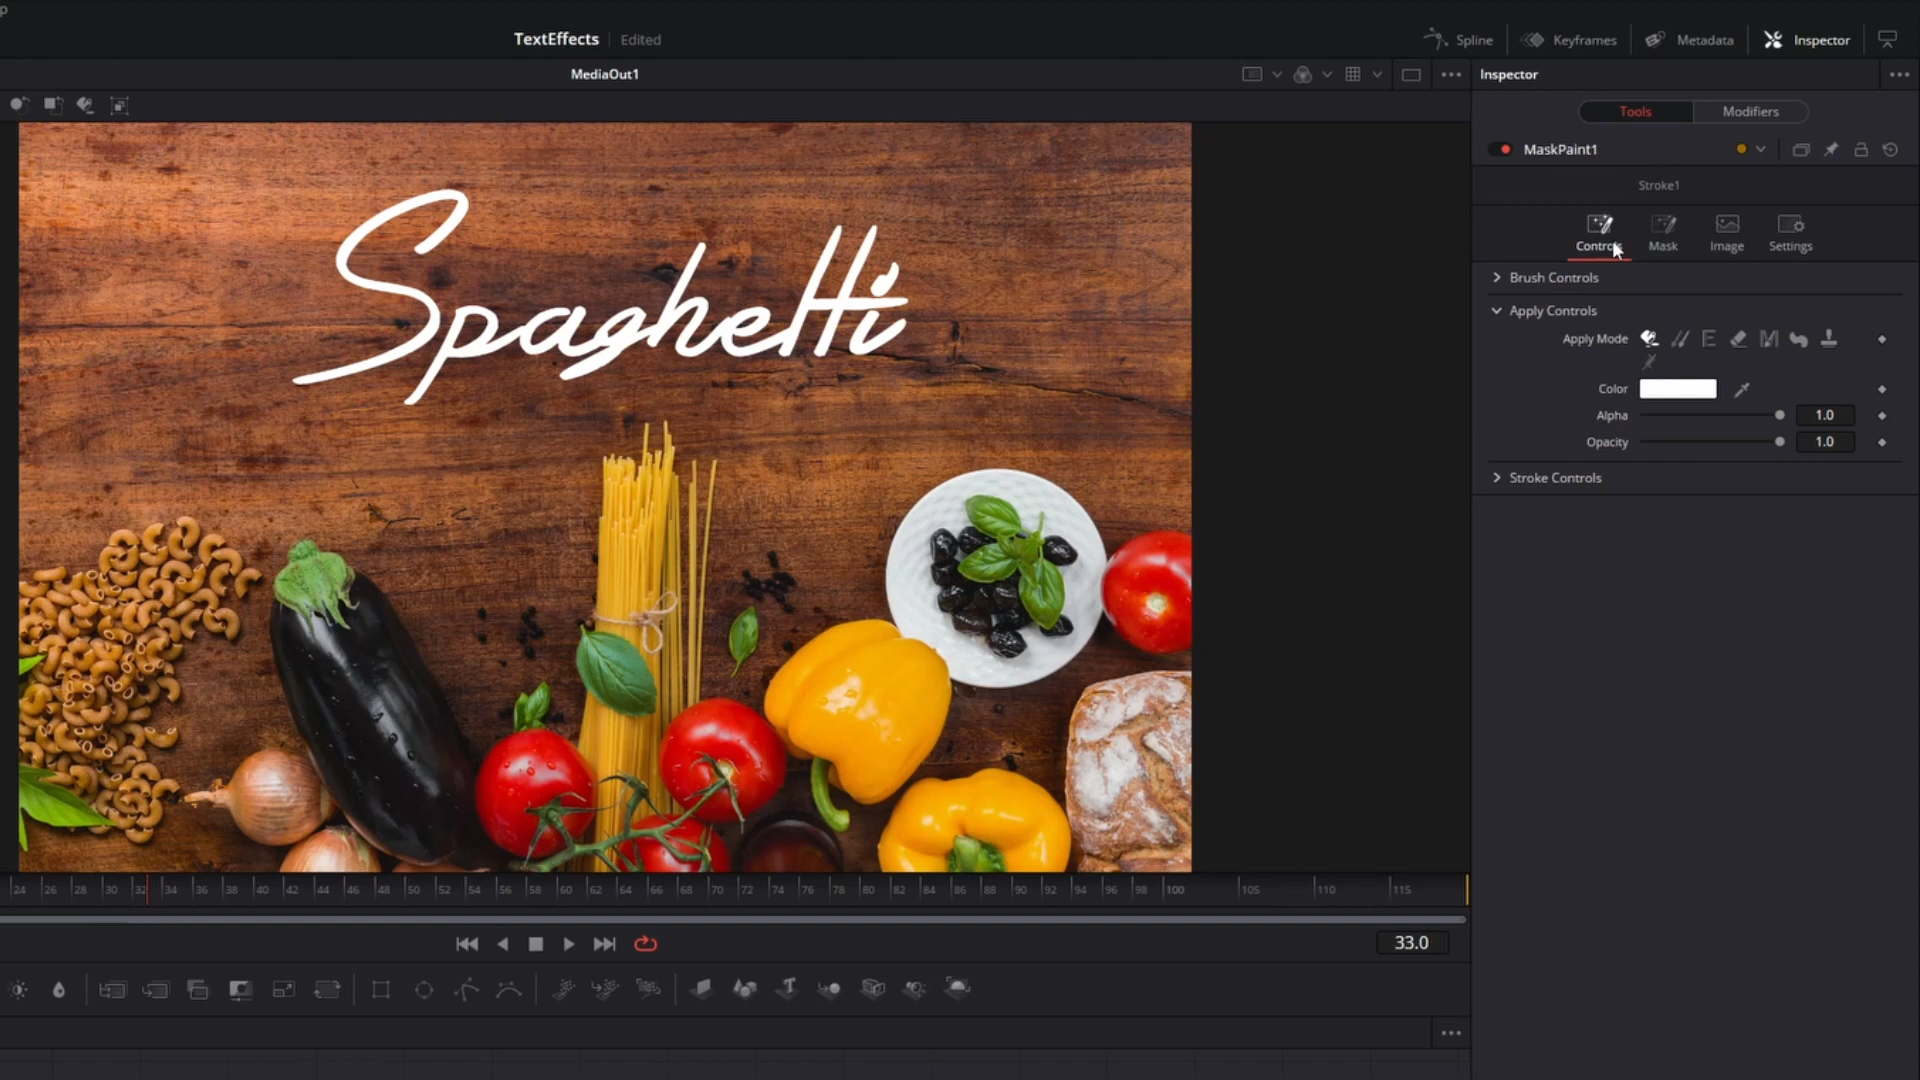 p
TextEffects Edited
Spline Keyframes Metadata Inspector
MediaOut1
Inspector
Tools Modifiers
MaskPaint1
Stroke1
Controls Mask Image Settings
Brush Controls
Apply Controls
Apply Mode
Color
Alpha 1.0
Opacity 1.0
Stroke Controls
Spaghetti
24 26 28 30 32 34 36 38 40 42 44 46 48 50 52 54 56 58 60 62 64 66 68 70 72 74 76 78 80 82 84 86 88 90 92 94 96 98 100 105 110 115
33.0